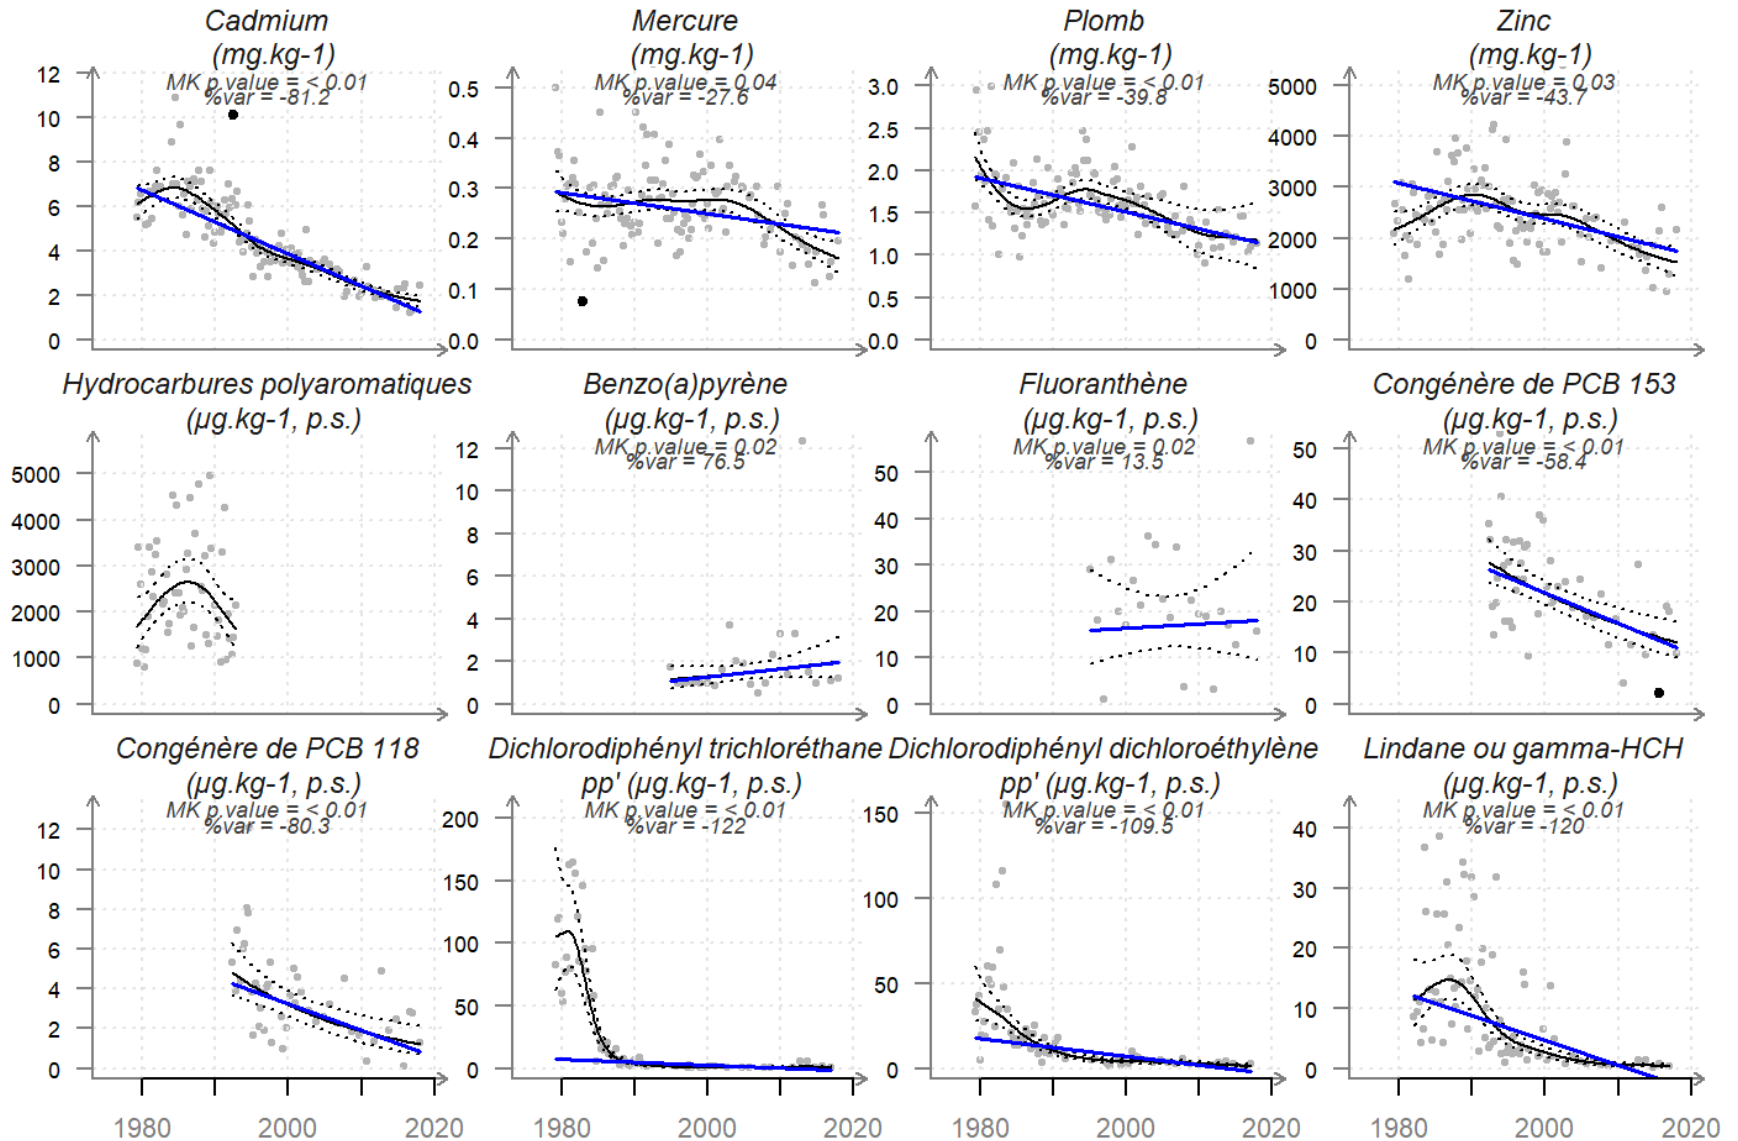 Cadmium
(mg.kg-1)
MK p.value = < 0.01
%var = -81.2
12
10
8
6
4
2
0
Mercure
(mg.kg-1)
MK p.value = 0.04
%var = -27.6
0.5
0.4
0.3
0.2
0.1
0.0
Plomb
(mg.kg-1)
MK p.value = < 0.01
%var = -39.8
3.0
2.5
2.0
1.5
1.0
0.5
0.0
Zinc
(mg.kg-1)
MK p.value = 0.03
%var = -43.7
5000
4000
3000
2000
1000
0
Hydrocarbures polyaromatiques
(µg.kg-1, p.s.)
5000
4000
3000
2000
1000
0
Benzo(a)pyrène
(µg.kg-1, p.s.)
MK p.value = 0.02
%var = 76.5
12
10
8
6
4
2
0
Fluoranthène
(µg.kg-1, p.s.)
MK p.value = 0.02
%var = 13.5
50
40
30
20
10
0
Congénère de PCB 153
(µg.kg-1, p.s.)
MK p.value = < 0.01
%var = -58.4
50
40
30
20
10
0
Congénère de PCB 118
(µg.kg-1, p.s.)
MK p.value = < 0.01
%var = -80.3
12
10
8
6
4
2
0
1980 2000 2020
Dichlorodiphényl trichloréthane
pp' (µg.kg-1, p.s.)
MK p.value = < 0.01
%var = -122
200
150
100
50
0
1980 2000 2020
Dichlorodiphényl dichloroéthylène
pp' (µg.kg-1, p.s.)
MK p.value = < 0.01
%var = -109.5
150
100
50
0
1980 2000 2020
Lindane ou gamma-HCH
(µg.kg-1, p.s.)
MK p.value = < 0.01
%var = -120
40
30
20
10
0
1980 2000 2020